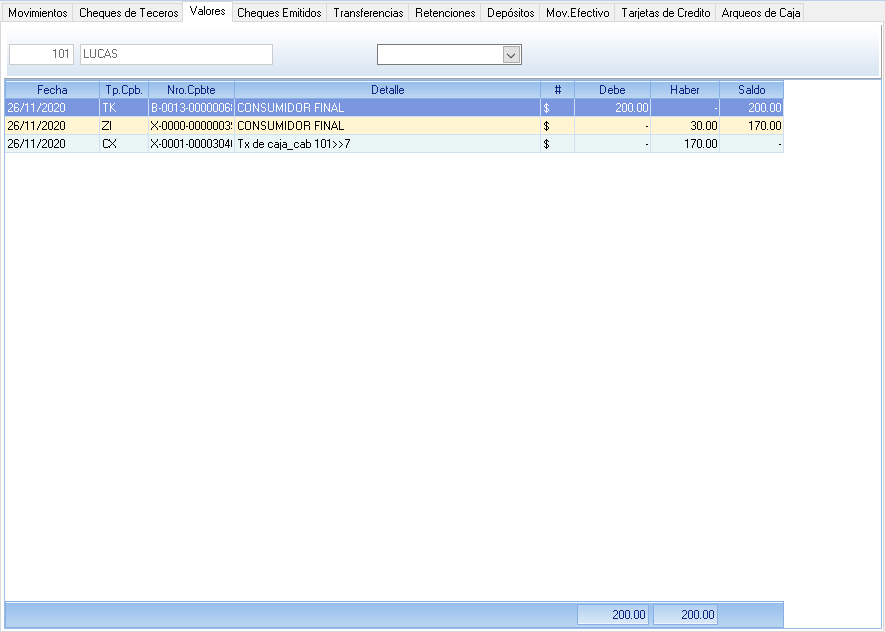 Movimientos Cheques de Teceros Valores Cheques Emitidos Transferencias Retenciones Depósitos Mov.Efectivo Tarjetas de Credito Arqueos de Caja
101 LUCAS
Fecha Tp.Cpb. Nro.Cpbte Detalle # Debe Haber Saldo
26/11/2020 TK B-0013-0000006 CONSUMIDOR FINAL $ 200.00 - 200.00
26/11/2020 ZI X-0000-0000003 CONSUMIDOR FINAL $ - 30.00 170.00
26/11/2020 CX X-0001-0000304 Tx de caja_cab 101>>7 $ - 170.00 -
200.00 200.00